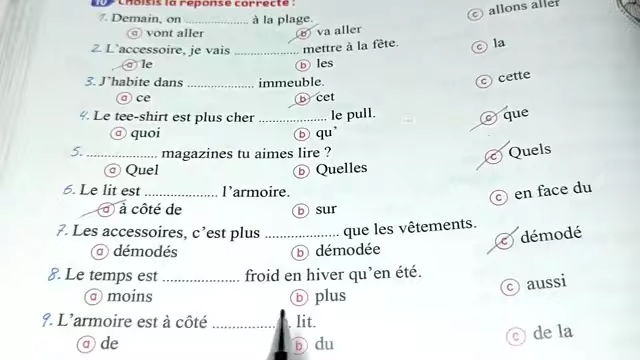 10 Choisis la réponse correcte :
1. Demain, on .................. à la plage.
ⓐ vont aller ⓑ va aller ⓒ allons aller
2. L'accessoire, je vais .................. mettre à la fête.
ⓐ le ⓑ les ⓒ la
3. J'habite dans .................. immeuble.
ⓐ ce ⓑ cet ⓒ cette
4. Le tee-shirt est plus cher .................. le pull.
ⓐ quoi ⓑ qu' ⓒ que
5. .................. magazines tu aimes lire ?
ⓐ Quel ⓑ Quelles ⓒ Quels
6. Le lit est .................. l'armoire.
ⓐ à côté de ⓑ sur ⓒ en face du
7. Les accessoires, c'est plus .................. que les vêtements.
ⓐ démodés ⓑ démodée ⓒ démodé
8. Le temps est .................. froid en hiver qu'en été.
ⓐ moins ⓑ plus ⓒ aussi
9. L'armoire est à côté .................. lit.
ⓐ de ⓑ du ⓒ de la